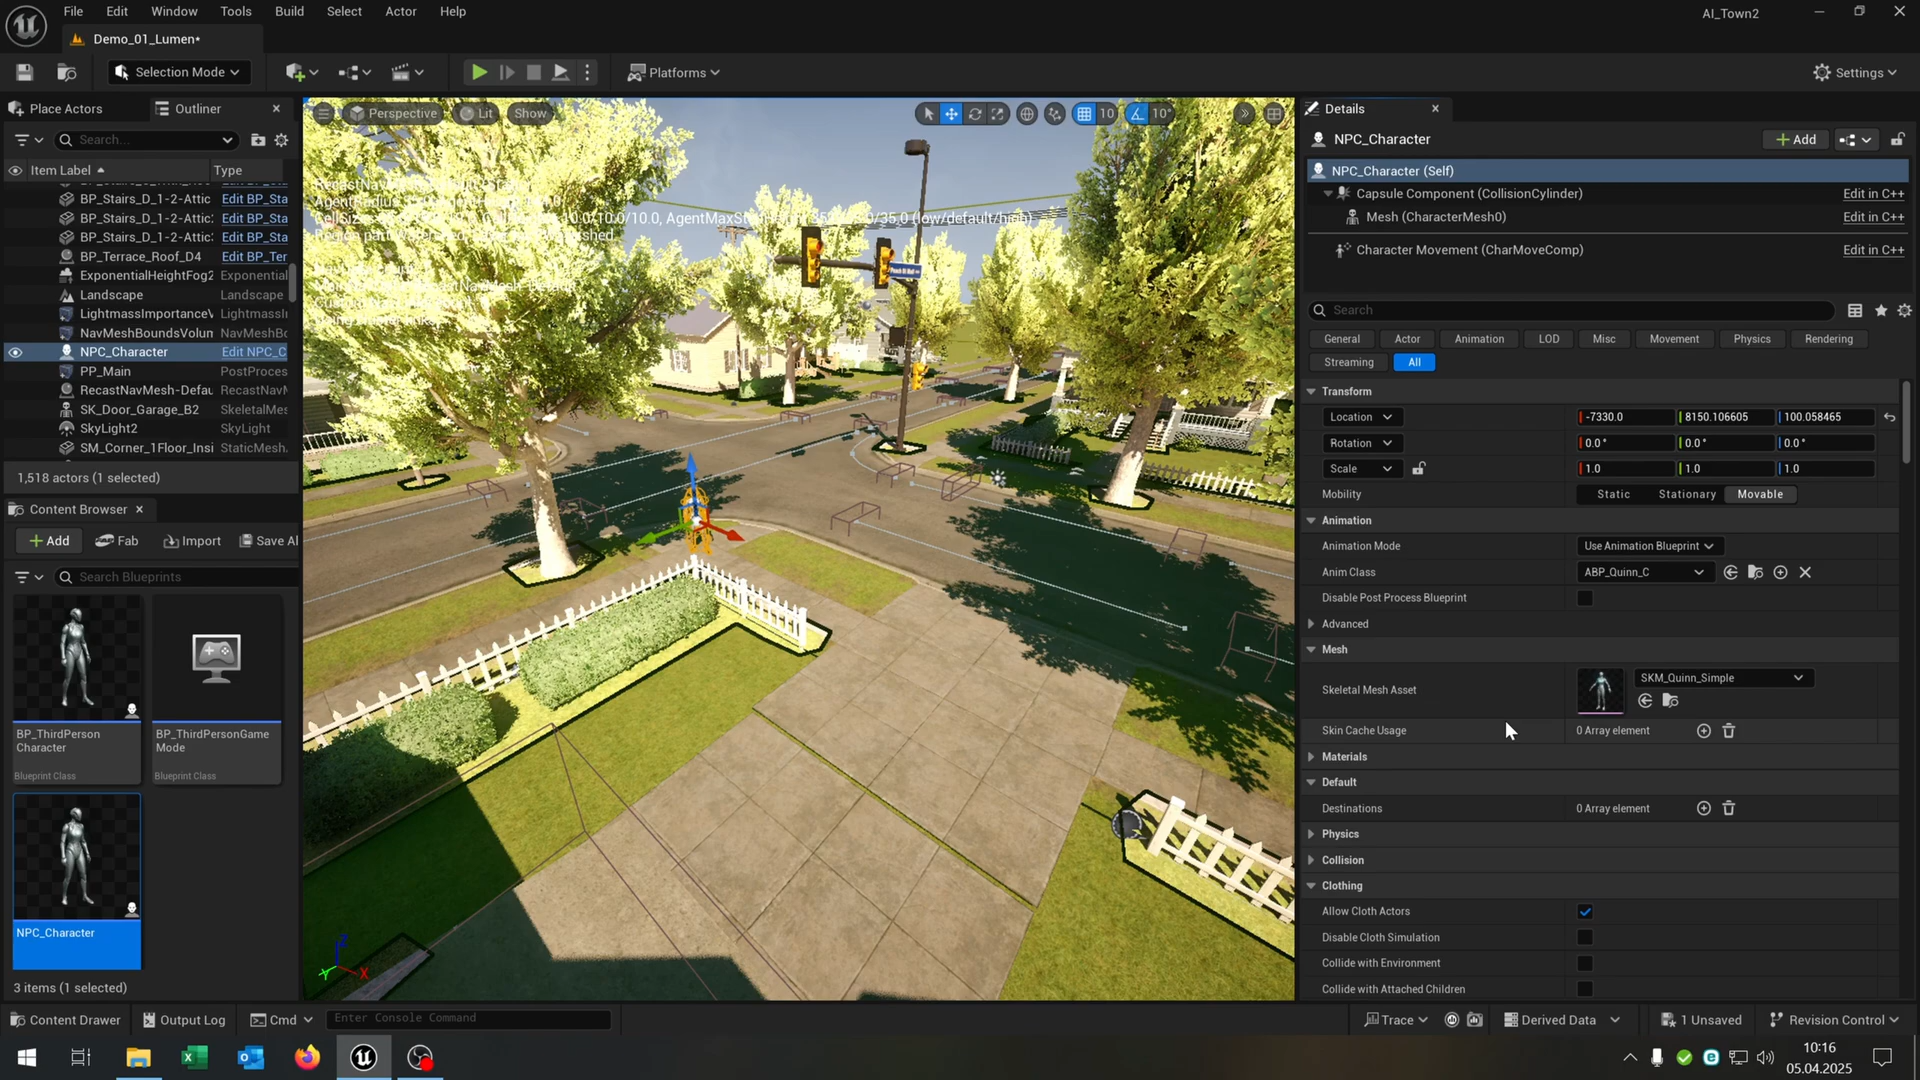 File Edit Window Tools Build Select Actor Help
AI_Town2
Demo_01_Lumen*
Selection Mode
Platforms
Settings
Place Actors
Outliner
Search...
Item Label
Type
BP_Stairs_D_1-2-Attic
Edit BP_Sta
BP_Stairs_D_1-2-Attic:
Edit BP_Sta
BP_Stairs_D_1-2-Attic:
Edit BP_Sta
BP_Terrace_Roof_D4
Edit BP_Ter
ExponentialHeightFog2
Exponential
Landscape
Landscape
LightmassImportanceV
LightmassI
NavMeshBoundsVolum
NavMeshBo
NPC_Character
Edit NPC_C
PP_Main
PostProces
RecastNavMesh-Defau
RecastNavM
SK_Door_Garage_B2
SkeletalMes
SkyLight2
SkyLight
SM_Corner_1Floor_Insi
StaticMesh
1,518 actors (1 selected)
Content Browser
Add
Fab
Import
Save Al
Search Blueprints
BP_ThirdPerson
Character
Blueprint Class
BP_ThirdPersonGame
Mode
Blueprint Class
NPC_Character
3 items (1 selected)
Perspective
Lit
Show
10
10°
(low/default/high)
Details
NPC_Character
Add
NPC_Character (Self)
Capsule Component (CollisionCylinder)
Edit in C++
Mesh (CharacterMesh0)
Edit in C++
Character Movement (CharMoveComp)
Edit in C++
Search
General Actor Animation LOD Misc Movement Physics Rendering
Streaming All
Transform
Location
-7330.0
8150.106605
100.058465
Rotation
0.0°
0.0°
0.0°
Scale
1.0
1.0
1.0
Mobility
Static Stationary Movable
Animation
Animation Mode
Use Animation Blueprint
Anim Class
ABP_Quinn_C
Disable Post Process Blueprint
Advanced
Mesh
Skeletal Mesh Asset
SKM_Quinn_Simple
Skin Cache Usage
0 Array element
Materials
Default
Destinations
0 Array element
Physics
Collision
Clothing
Allow Cloth Actors
Disable Cloth Simulation
Collide with Environment
Collide with Attached Children
Content Drawer
Output Log
Cmd
Enter Console Command
Trace
Derived Data
1 Unsaved
Revision Control
10:16
05.04.2025